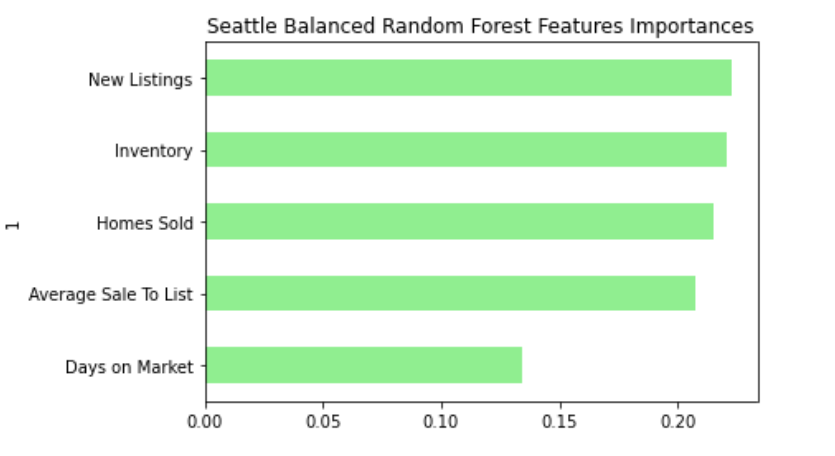 Seattle Balanced Random Forest Features Importances
New Listings
Inventory
Homes Sold
Average Sale To List
Days on Market
1
0.00 0.05 0.10 0.15 0.20